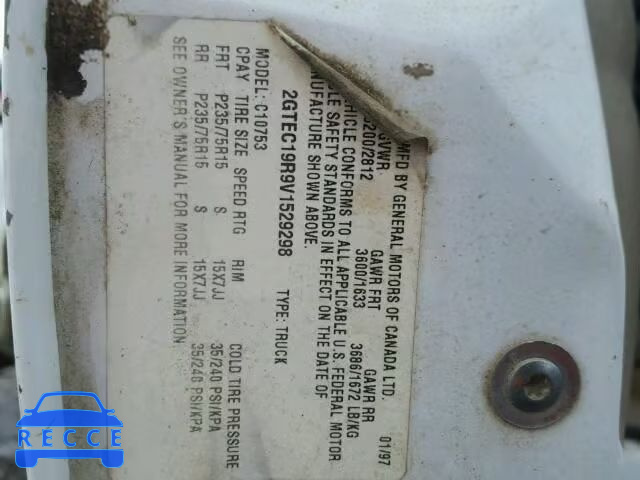 MFD BY GENERAL MOTORS OF CANADA LTD. 01/97
GVWR GAWR FRT GAWR RR
6200/2812 3600/1633 3686/1672 LB/KG
VEHICLE CONFORMS TO ALL APPLICABLE U.S. FEDERAL MOTOR
SAFETY STANDARDS IN EFFECT ON THE DATE OF
MANUFACTURE SHOWN ABOVE.
2GTEC19R9V1529298 TYPE: TRUCK
MODEL: C10753
CPAY TIRE SIZE SPEED RTG RIM COLD TIRE PRESSURE
FRT P235/75R15 S 15X7JJ 35/240 PSI/KPA
RR P235/75R15 S 15X7JJ 35/240 PSI/KPA
SEE OWNER'S MANUAL FOR MORE INFORMATION
RECCE